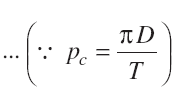 ... (∵ p_c = πD / T)